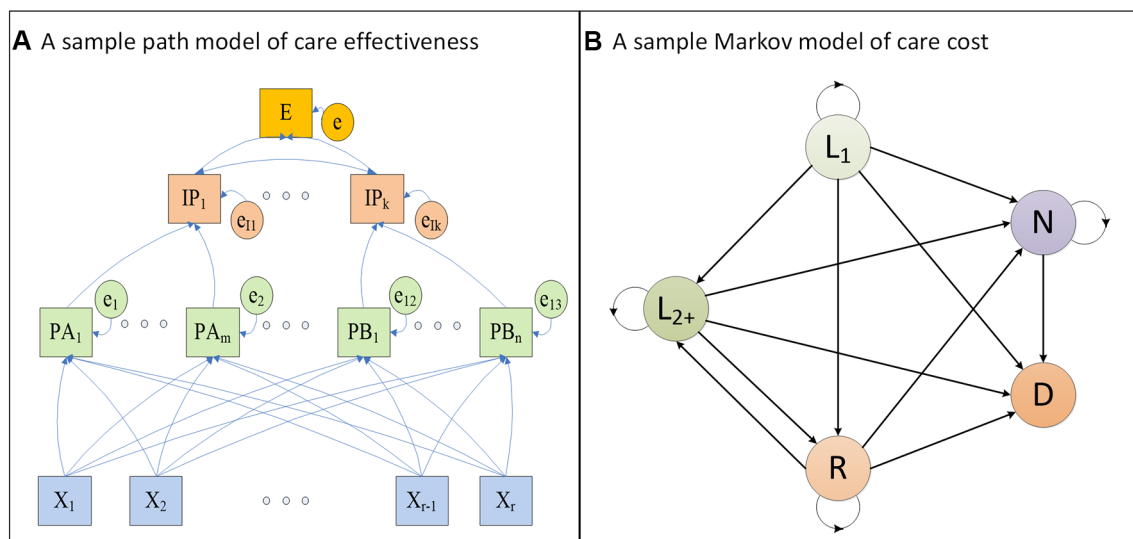 A A sample path model of care effectiveness
E
e
IP1
IPk
eI1
eIk
e1
e2
e12
e13
PA1
PAm
PB1
PBn
X1
X2
Xr-1
Xr
B A sample Markov model of care cost
L1
N
L2+
D
R